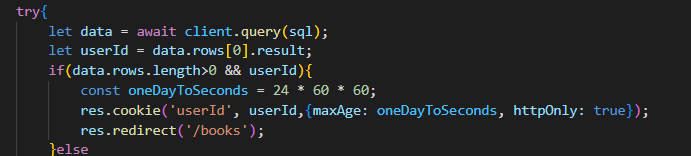 try{
let data = await client.query(sql);
let userId = data.rows[0].result;
if(data.rows.length>0 && userId){
const oneDayToSeconds = 24 * 60 * 60;
res.cookie('userId', userId,{maxAge: oneDayToSeconds, httpOnly: true});
res.redirect('/books');
}else